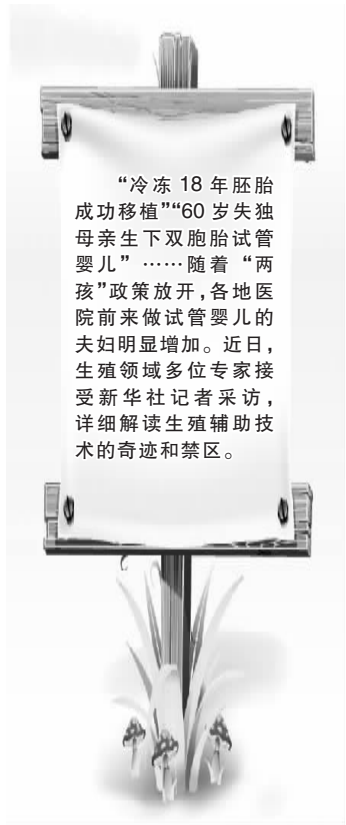 “冷冻 18 年胚胎
成功移植”“60 岁失独
母亲生下双胞胎试管
婴儿”……随着“两
孩”政策放开,各地医
院前来做试管婴儿的
夫妇明显增加。近日,
生殖领域多位专家接
受新华社记者采访,
详细解读生殖辅助技
术的奇迹和禁区。